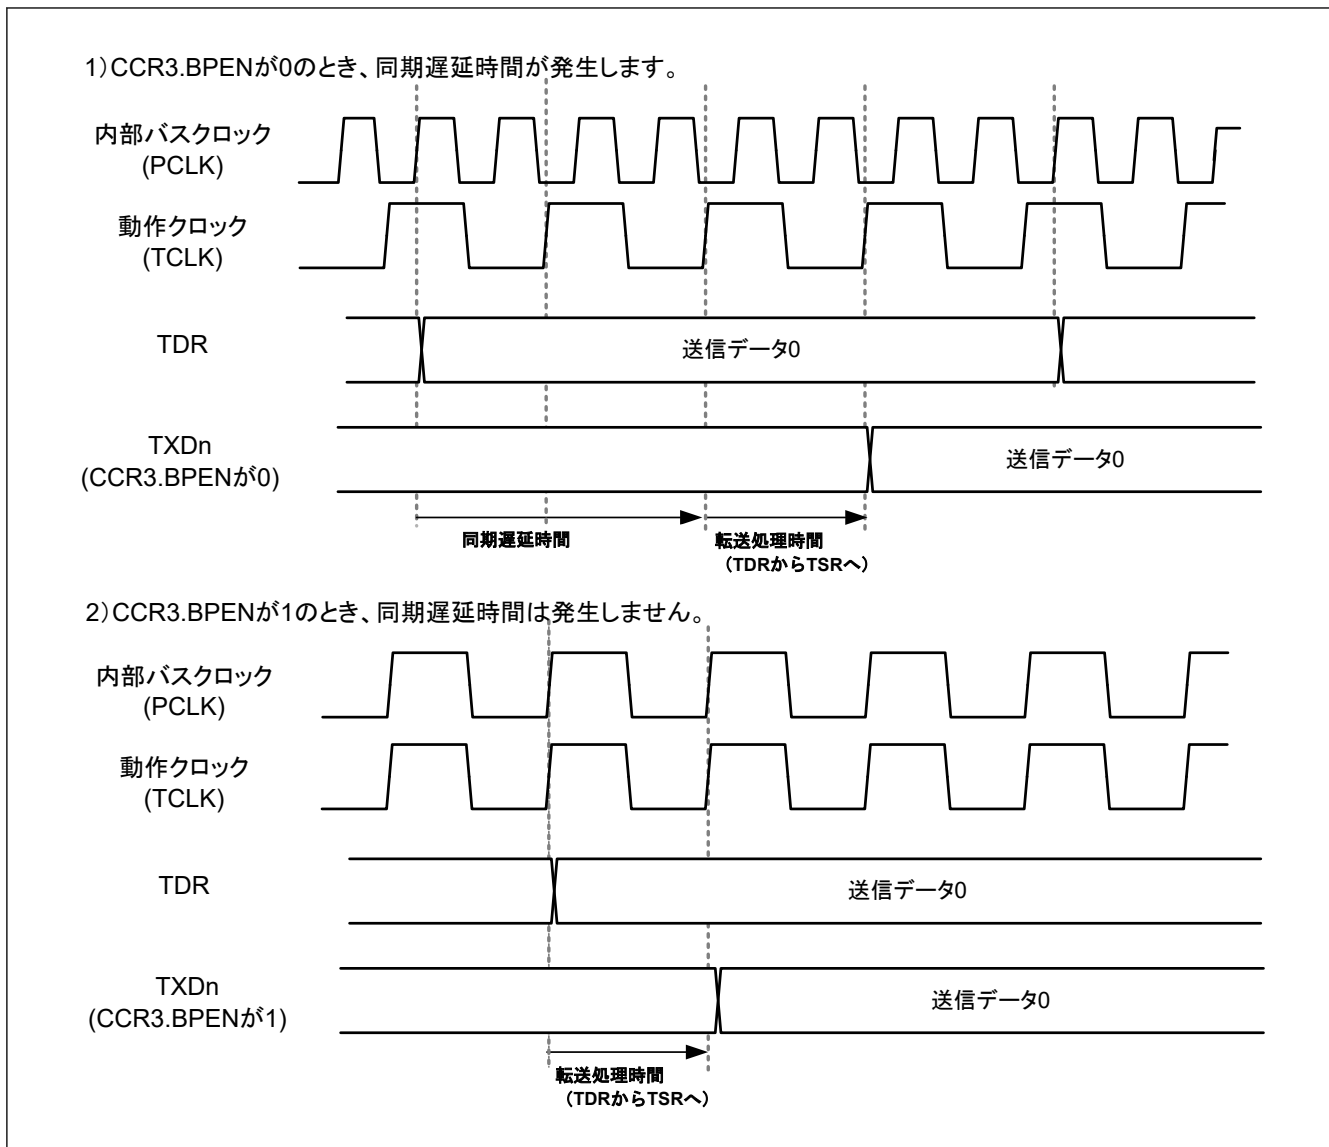 1）CCR3.BPENが0のとき、同期遅延時間が発生します。
内部バスクロック
(PCLK)
動作クロック
(TCLK)
TDR
送信データ0
TXDn
(CCR3.BPENが0)
送信データ0
同期遅延時間
転送処理時間
（TDRからTSRへ）
2）CCR3.BPENが1のとき、同期遅延時間は発生しません。
内部バスクロック
(PCLK)
動作クロック
(TCLK)
TDR
送信データ0
TXDn
(CCR3.BPENが1)
送信データ0
転送処理時間
（TDRからTSRへ）